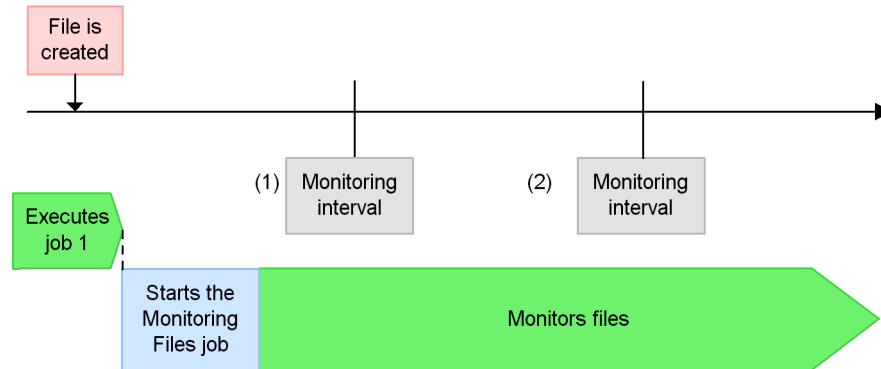 File is
created
(1)
Monitoring
interval
(2)
Monitoring
interval
Executes
job 1
Starts the
Monitoring
Files job
Monitors files